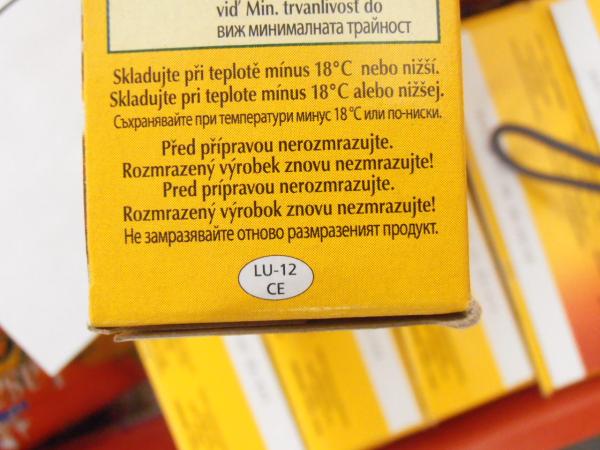 viď Min. trvanlivosť do
виж минималната трайност
Skladujte při teplotě mínus 18°C nebo nižší.
Skladujte pri teplote mínus 18°C alebo nižšej.
Съхранявайте при температури минус 18 °C или по-ниски.
Před přípravou nerozmrazujte.
Rozmrazený výrobek znovu nezmrazujte!
Pred prípravou nerozmrazujte.
Rozmrazený výrobok znovu nezmrazujte!
Не замразявайте отново размразеният продукт.
LU-12
CE